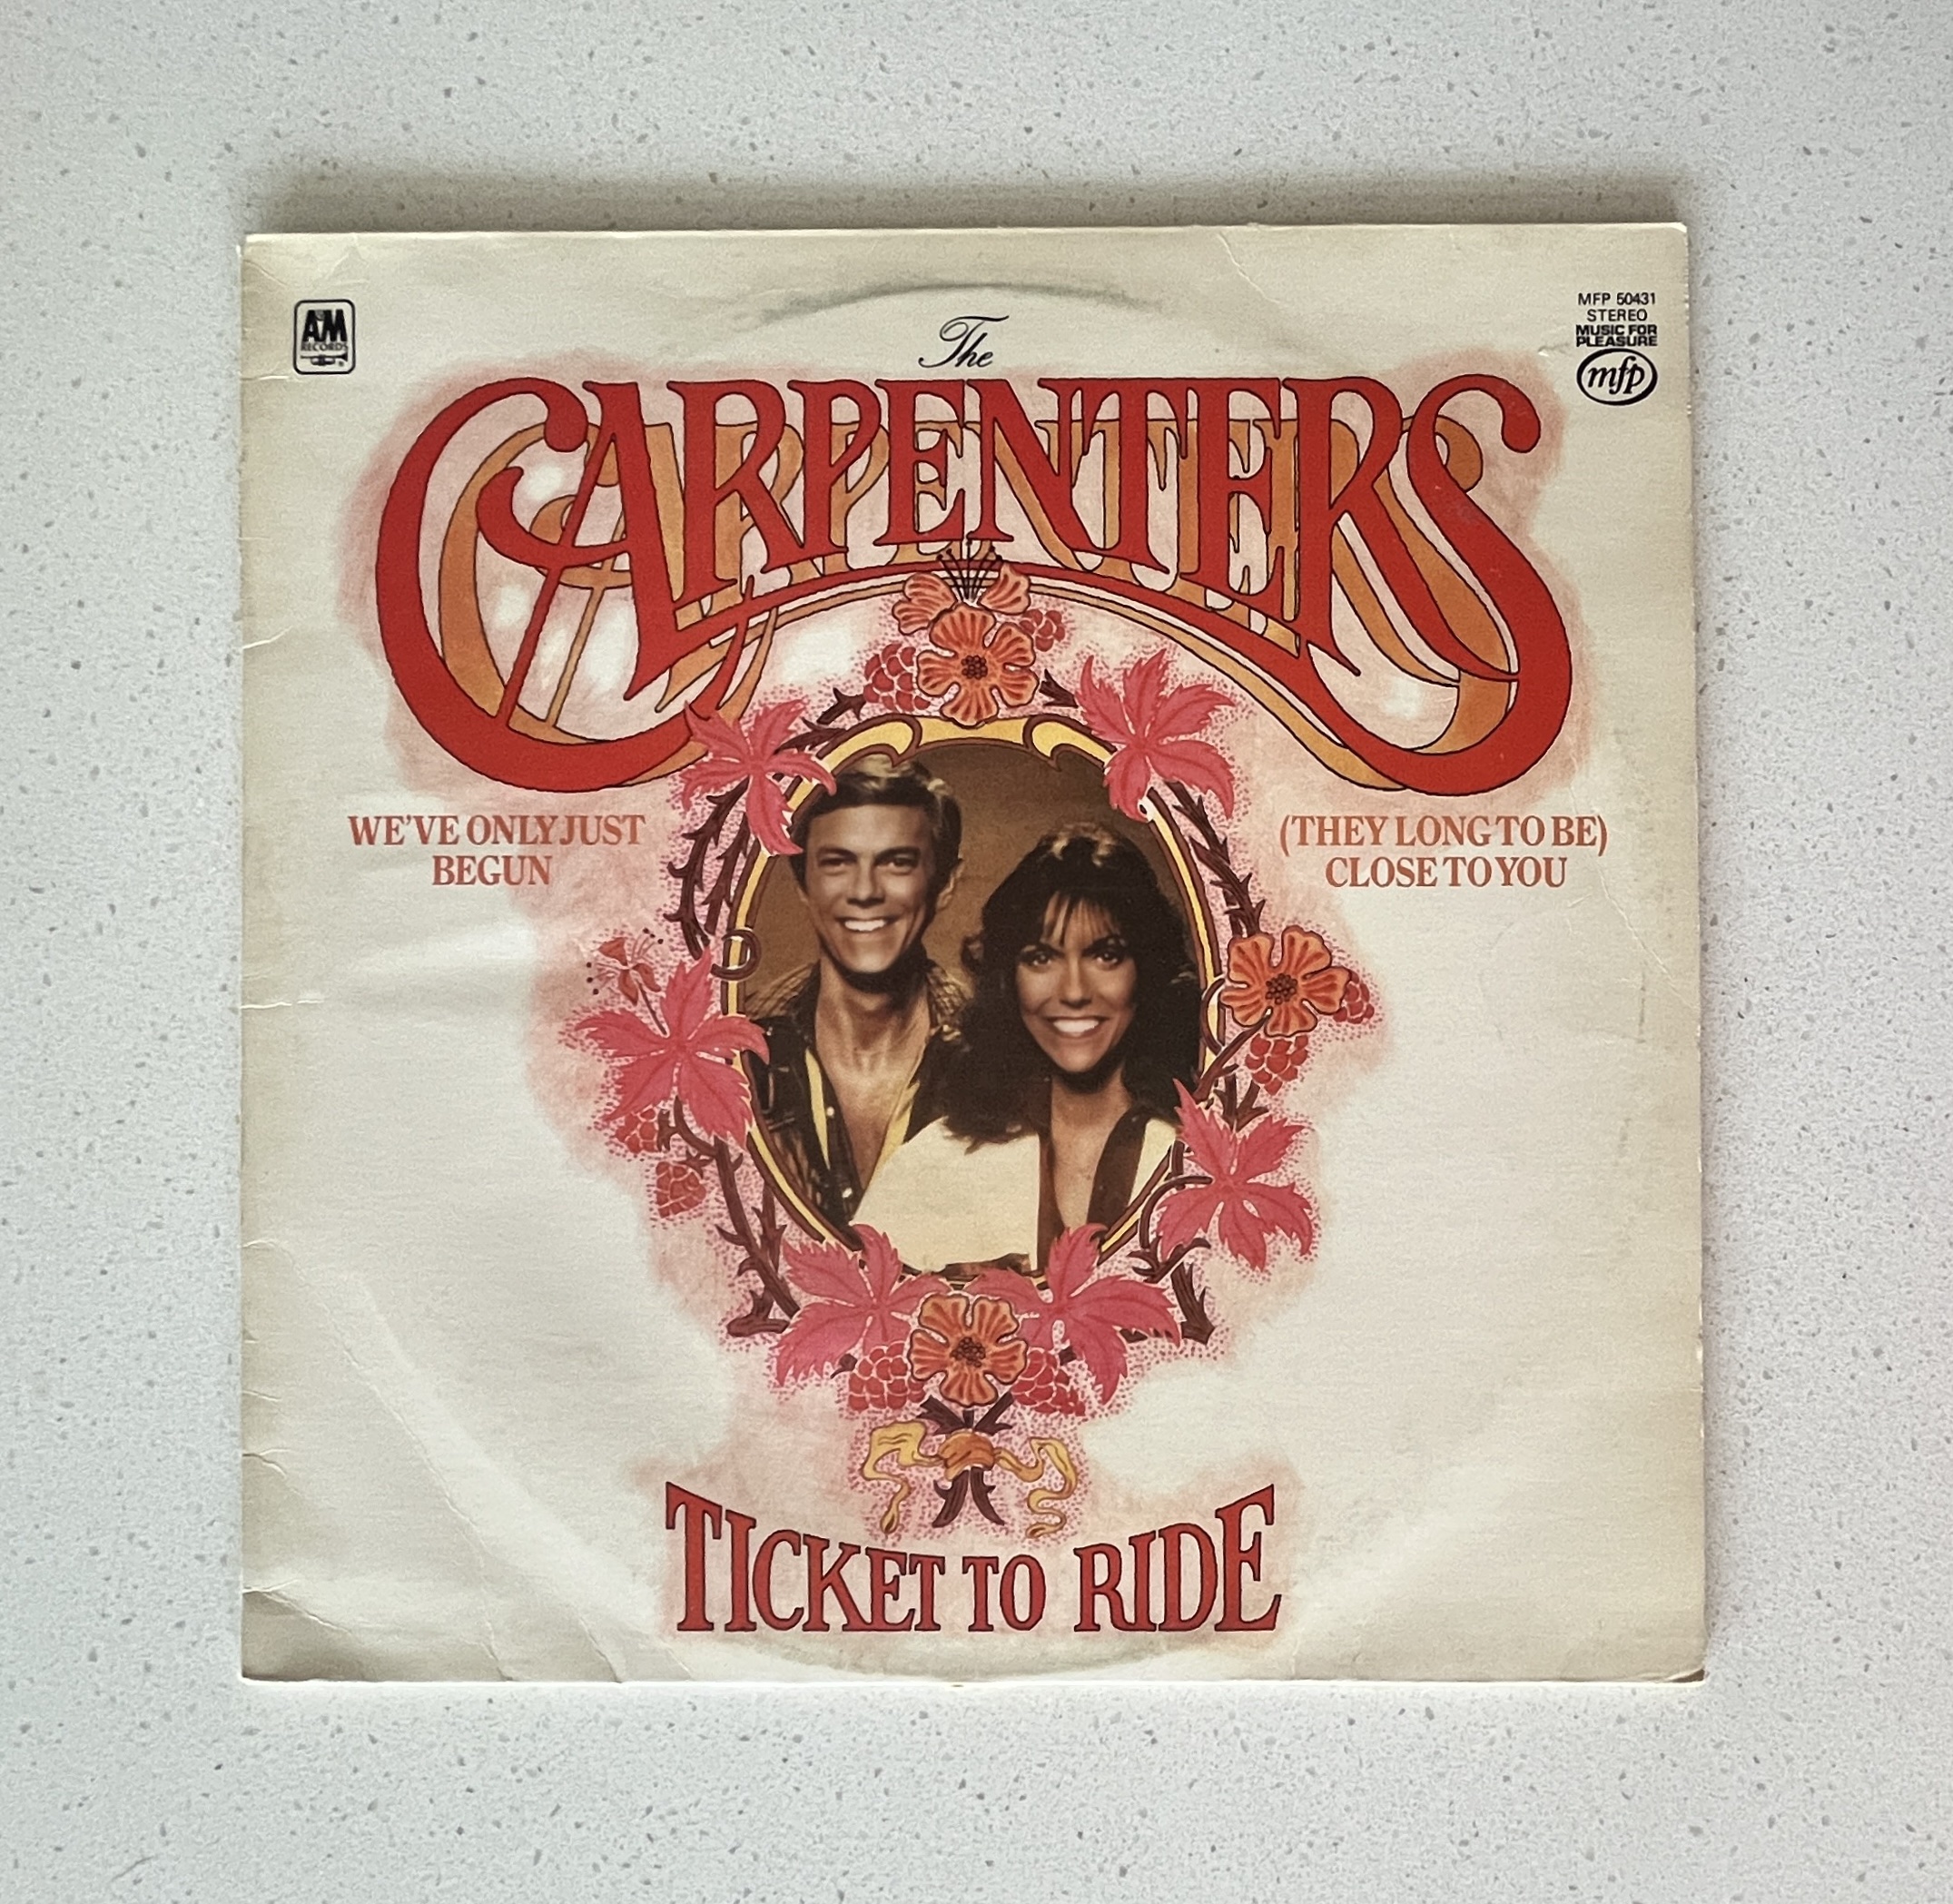 AM
RECORDS
MFP 50431
STEREO
MUSIC FOR
PLEASURE
mfp
The
CARPENTERS
WE'VE ONLY JUST
BEGUN
(THEY LONG TO BE)
CLOSE TO YOU
TICKET TO RIDE